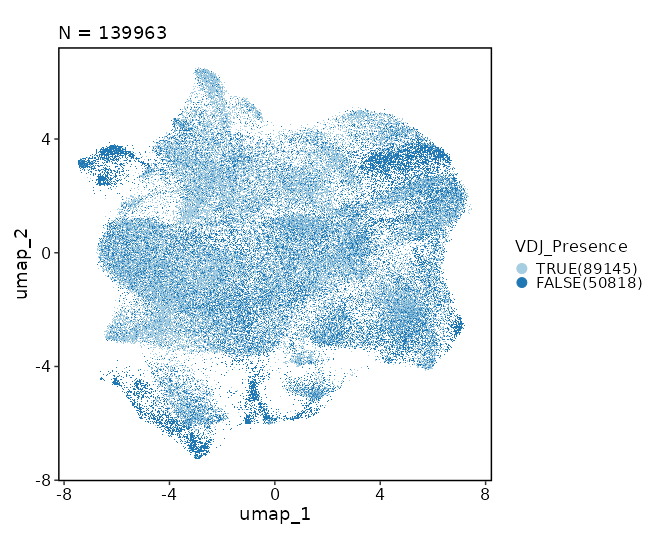 N = 139963
umap_2
4
0
-4
-8
-8
-4
0
4
8
umap_1
VDJ_Presence
TRUE(89145)
FALSE(50818)